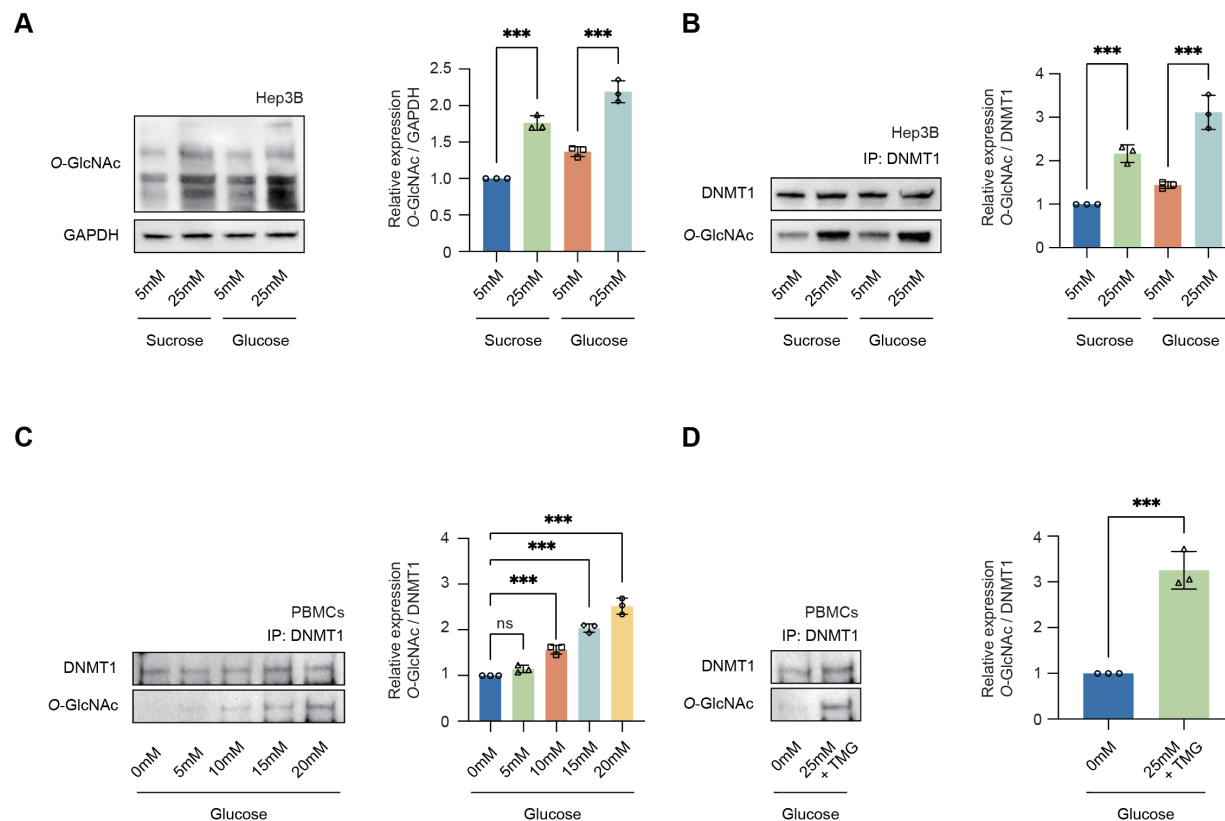 A
Hep3B
O-GlcNAc
GAPDH
5mM 25mM 5mM 25mM
Sucrose Glucose
Relative expression
O-GlcNAc / GAPDH
*** ***
2.5
2.0
1.5
1.0
0.5
0
5mM 25mM 5mM 25mM
Sucrose Glucose
B
Hep3B
IP: DNMT1
DNMT1
O-GlcNAc
5mM 25mM 5mM 25mM
Sucrose Glucose
Relative expression
O-GlcNAc / DNMT1
*** ***
4
3
2
1
0
5mM 25mM 5mM 25mM
Sucrose Glucose
C
PBMCs
IP: DNMT1
DNMT1
O-GlcNAc
0mM 5mM 10mM 15mM 20mM
Glucose
Relative expression
O-GlcNAc / DNMT1
***
***
***
ns
4
3
2
1
0
0mM 5mM 10mM 15mM 20mM
Glucose
D
PBMCs
IP: DNMT1
DNMT1
O-GlcNAc
0mM 25mM
+ TMG
Glucose
Relative expression
O-GlcNAc / DNMT1
***
4
3
2
1
0
0mM 25mM
+ TMG
Glucose